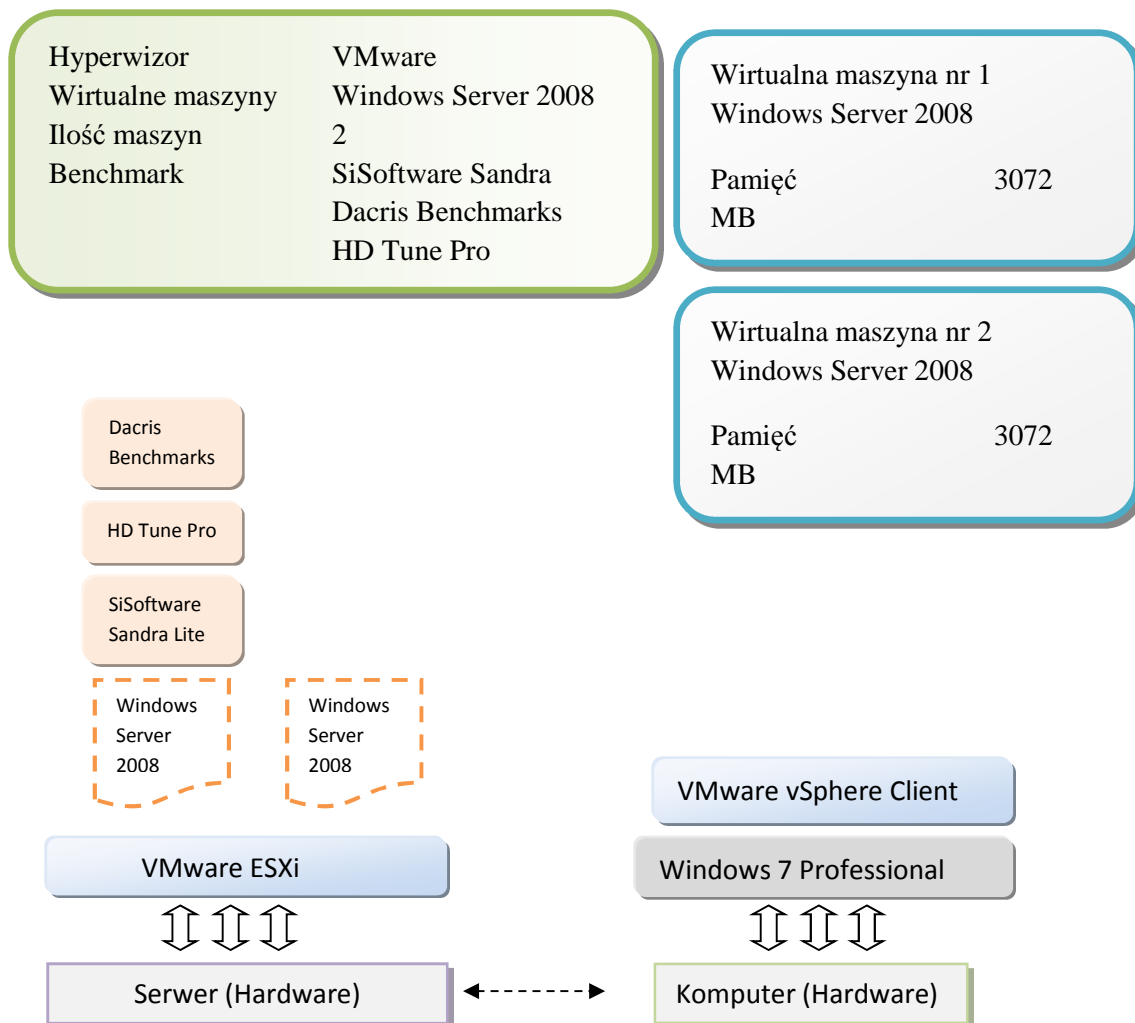 Hyperwizor VMware
Wirtualne maszyny Windows Server 2008
Ilość maszyn 2
Benchmark SiSoftware Sandra
Dacris Benchmarks
HD Tune Pro
Wirtualna maszyna nr 1
Windows Server 2008
Pamięć 3072
MB
Wirtualna maszyna nr 2
Windows Server 2008
Pamięć 3072
MB
Dacris
Benchmarks
HD Tune Pro
SiSoftware
Sandra Lite
Windows
Server
2008
Windows
Server
2008
VMware ESXi
Serwer (Hardware)
VMware vSphere Client
Windows 7 Professional
Komputer (Hardware)